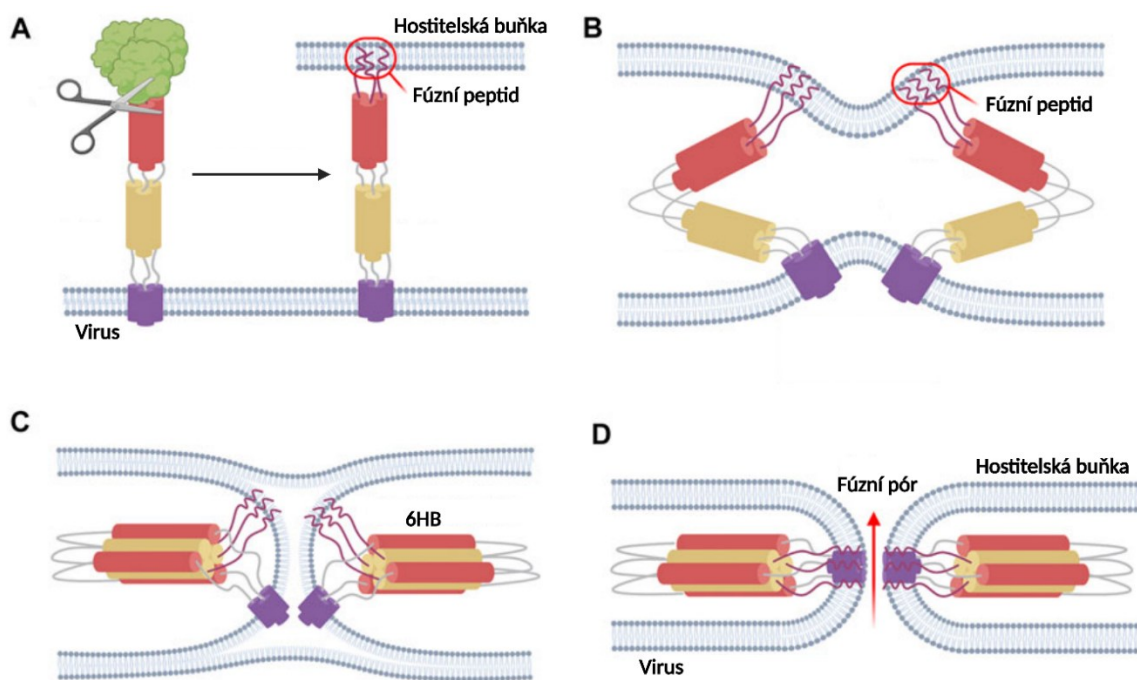 A
Hostitelská buňka
Fúzní peptid
Virus
B
Fúzní peptid
C
6HB
D
Hostitelská buňka
Fúzní pór
Virus